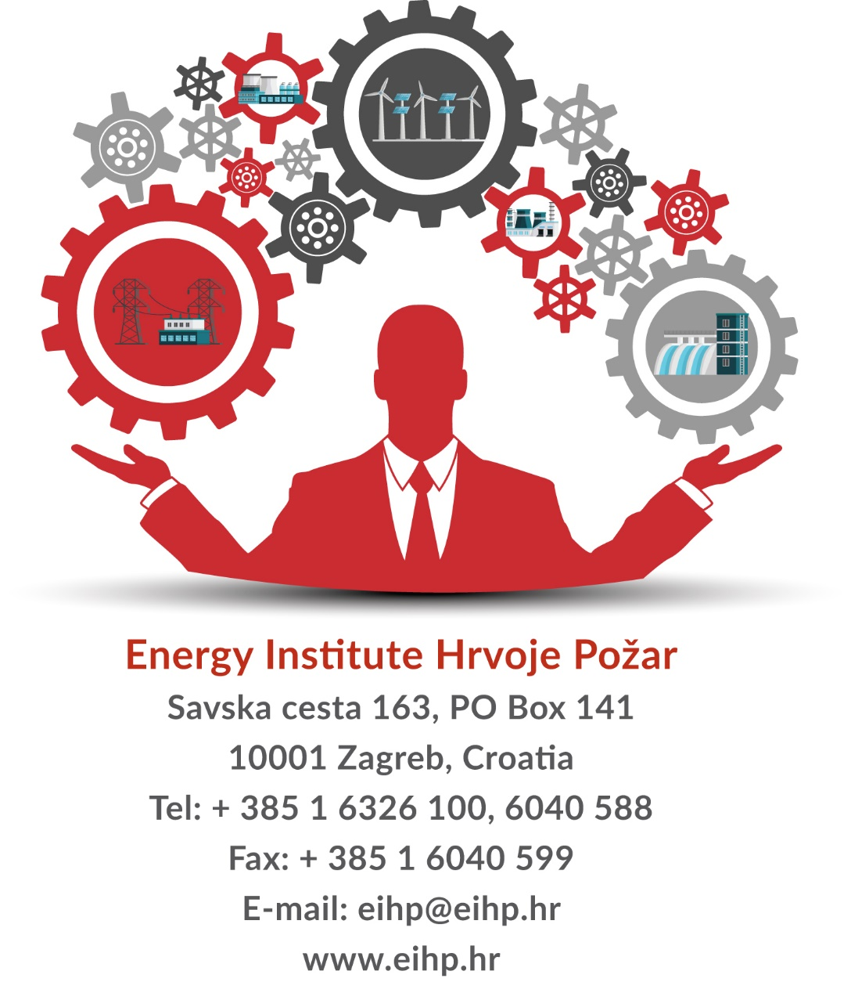 Energy Institute Hrvoje Požar
Savska cesta 163, PO Box 141
10001 Zagreb, Croatia
Tel: + 385 1 6326 100, 6040 588
Fax: + 385 1 6040 599
E-mail: eihp@eihp.hr
www.eihp.hr